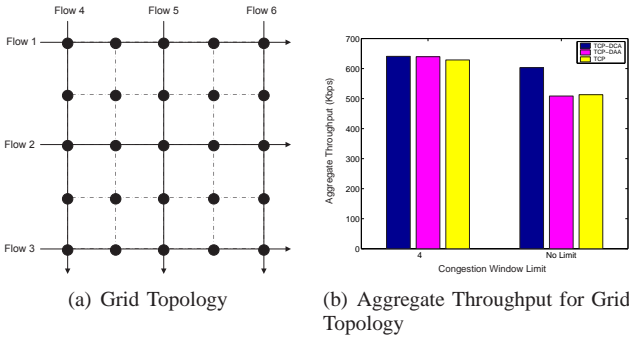 Flow 4
Flow 5
Flow 6
Flow 1
Flow 2
Flow 3
(a) Grid Topology
700
600
500
400
300
200
100
0
Aggregate Throughput (Kbps)
TCP-DCA
TCP-DAA
TCP
4
No Limit
Congestion Window Limit
(b) Aggregate Throughput for Grid
Topology